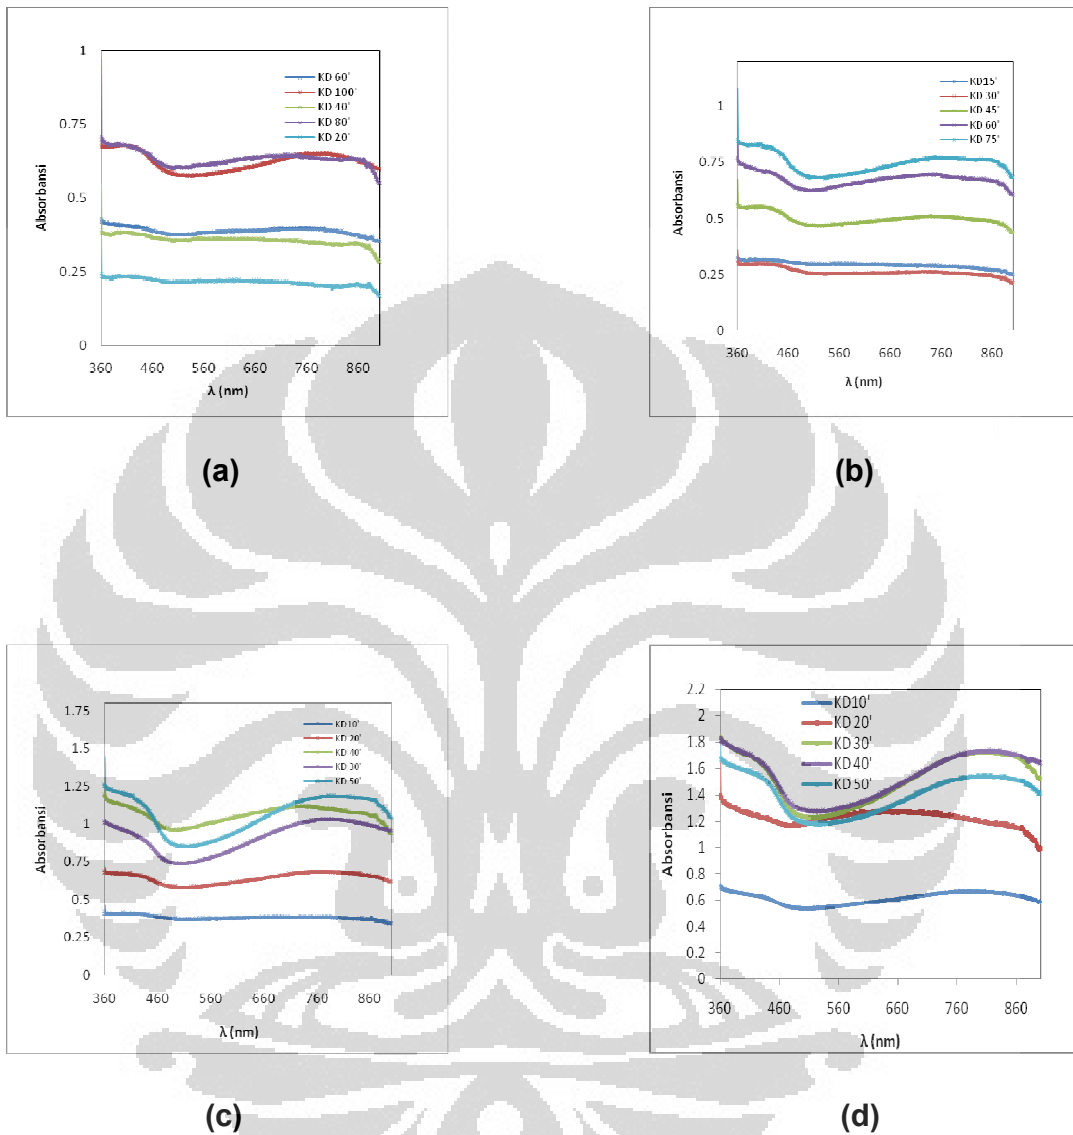 1
KD 60'
KD 100'
KD 40'
KD 80'
KD 20'
0.75
0.5
0.25
0
Absorbansi
360 460 560 660 760 860
λ (nm)
(a)
1
KD15'
KD 30'
KD 45'
KD 60'
KD 75'
0.75
0.5
0.25
0
Absorbansi
360 460 560 660 760 860
λ (nm)
(b)
1.75
1.5
1.25
1
0.75
0.5
0.25
0
KD10'
KD 20'
KD 40'
KD 30'
KD 50'
Absorbansi
360 460 560 660 760 860
λ (nm)
(c)
2.2
2
1.8
1.6
1.4
1.2
1
0.8
0.6
0.4
0.2
0
KD10'
KD 20'
KD 30'
KD 40'
KD 50'
Absorbansi
360 460 560 660 760 860
λ (nm)
(d)